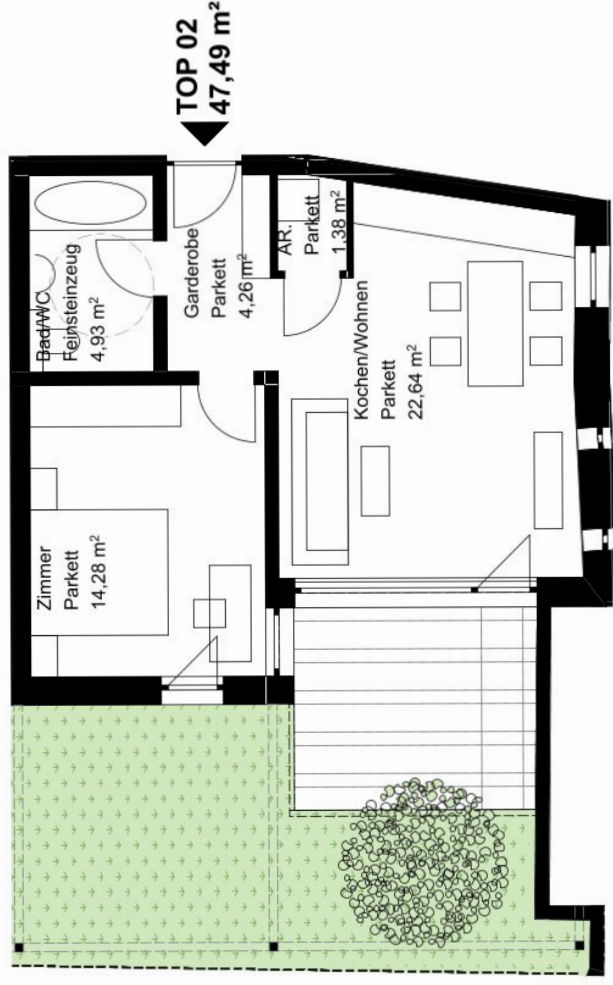 TOP 02
47,49 m²
Bad/WC
Feinsteinzeug
4,93 m²
Garderobe
Parkett
4,26 m²
AR.
Parkett
1,38 m²
Kochen/Wohnen
Parkett
22,64 m²
Zimmer
Parkett
14,28 m²